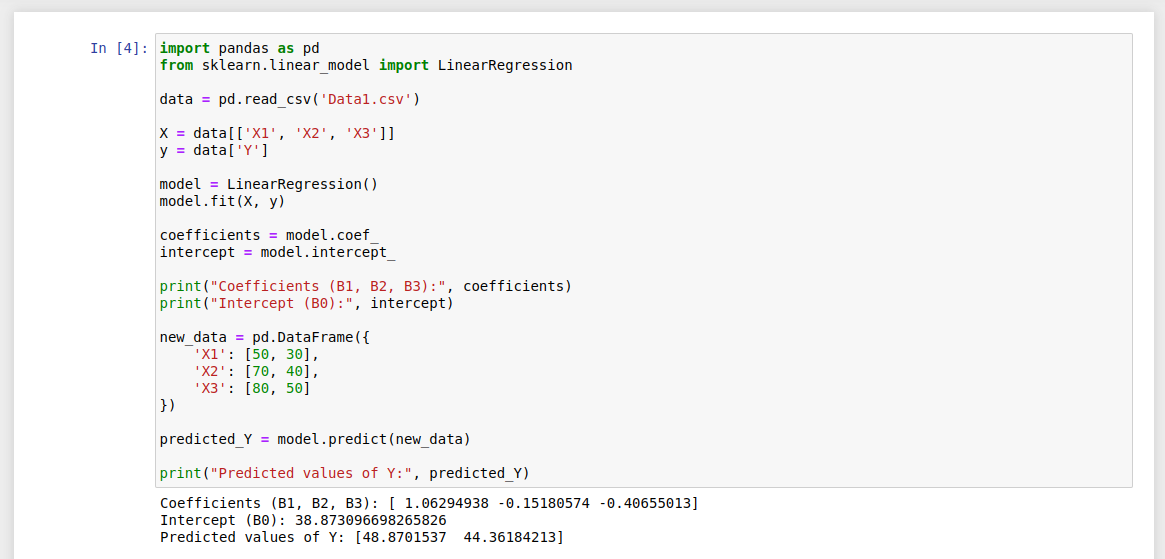 In [4]:
import pandas as pd
from sklearn.linear_model import LinearRegression
data = pd.read_csv('Data1.csv')
X = data[['X1', 'X2', 'X3']]
y = data['Y']
model = LinearRegression()
model.fit(X, y)
coefficients = model.coef_
intercept = model.intercept_
print("Coefficients (B1, B2, B3):", coefficients)
print("Intercept (B0):", intercept)
new_data = pd.DataFrame({
    'X1': [50, 30],
    'X2': [70, 40],
    'X3': [80, 50]
})
predicted_Y = model.predict(new_data)
print("Predicted values of Y:", predicted_Y)
Coefficients (B1, B2, B3): [ 1.06294938 -0.15180574 -0.40655013]
Intercept (B0): 38.873096698265826
Predicted values of Y: [48.8701537  44.36184213]